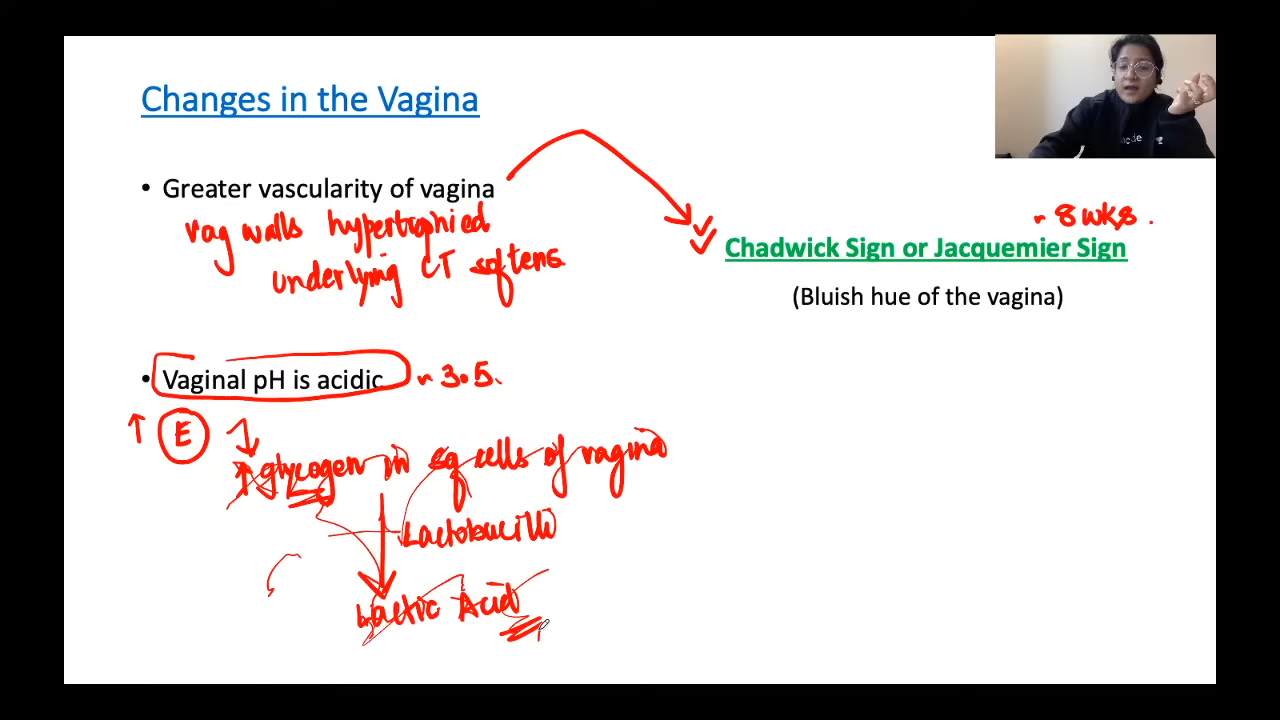 Changes in the Vagina
• Greater vascularity of vagina
vag walls hypertrophied
underlying CT softens
~ 8 wks.
Chadwick Sign or Jacquemier Sign
(Bluish hue of the vagina)
• Vaginal pH is acidic ~ 3.5.
↑ E
↑ glycogen in sq cells of vagina
Lactobacilli
Lactic Acid